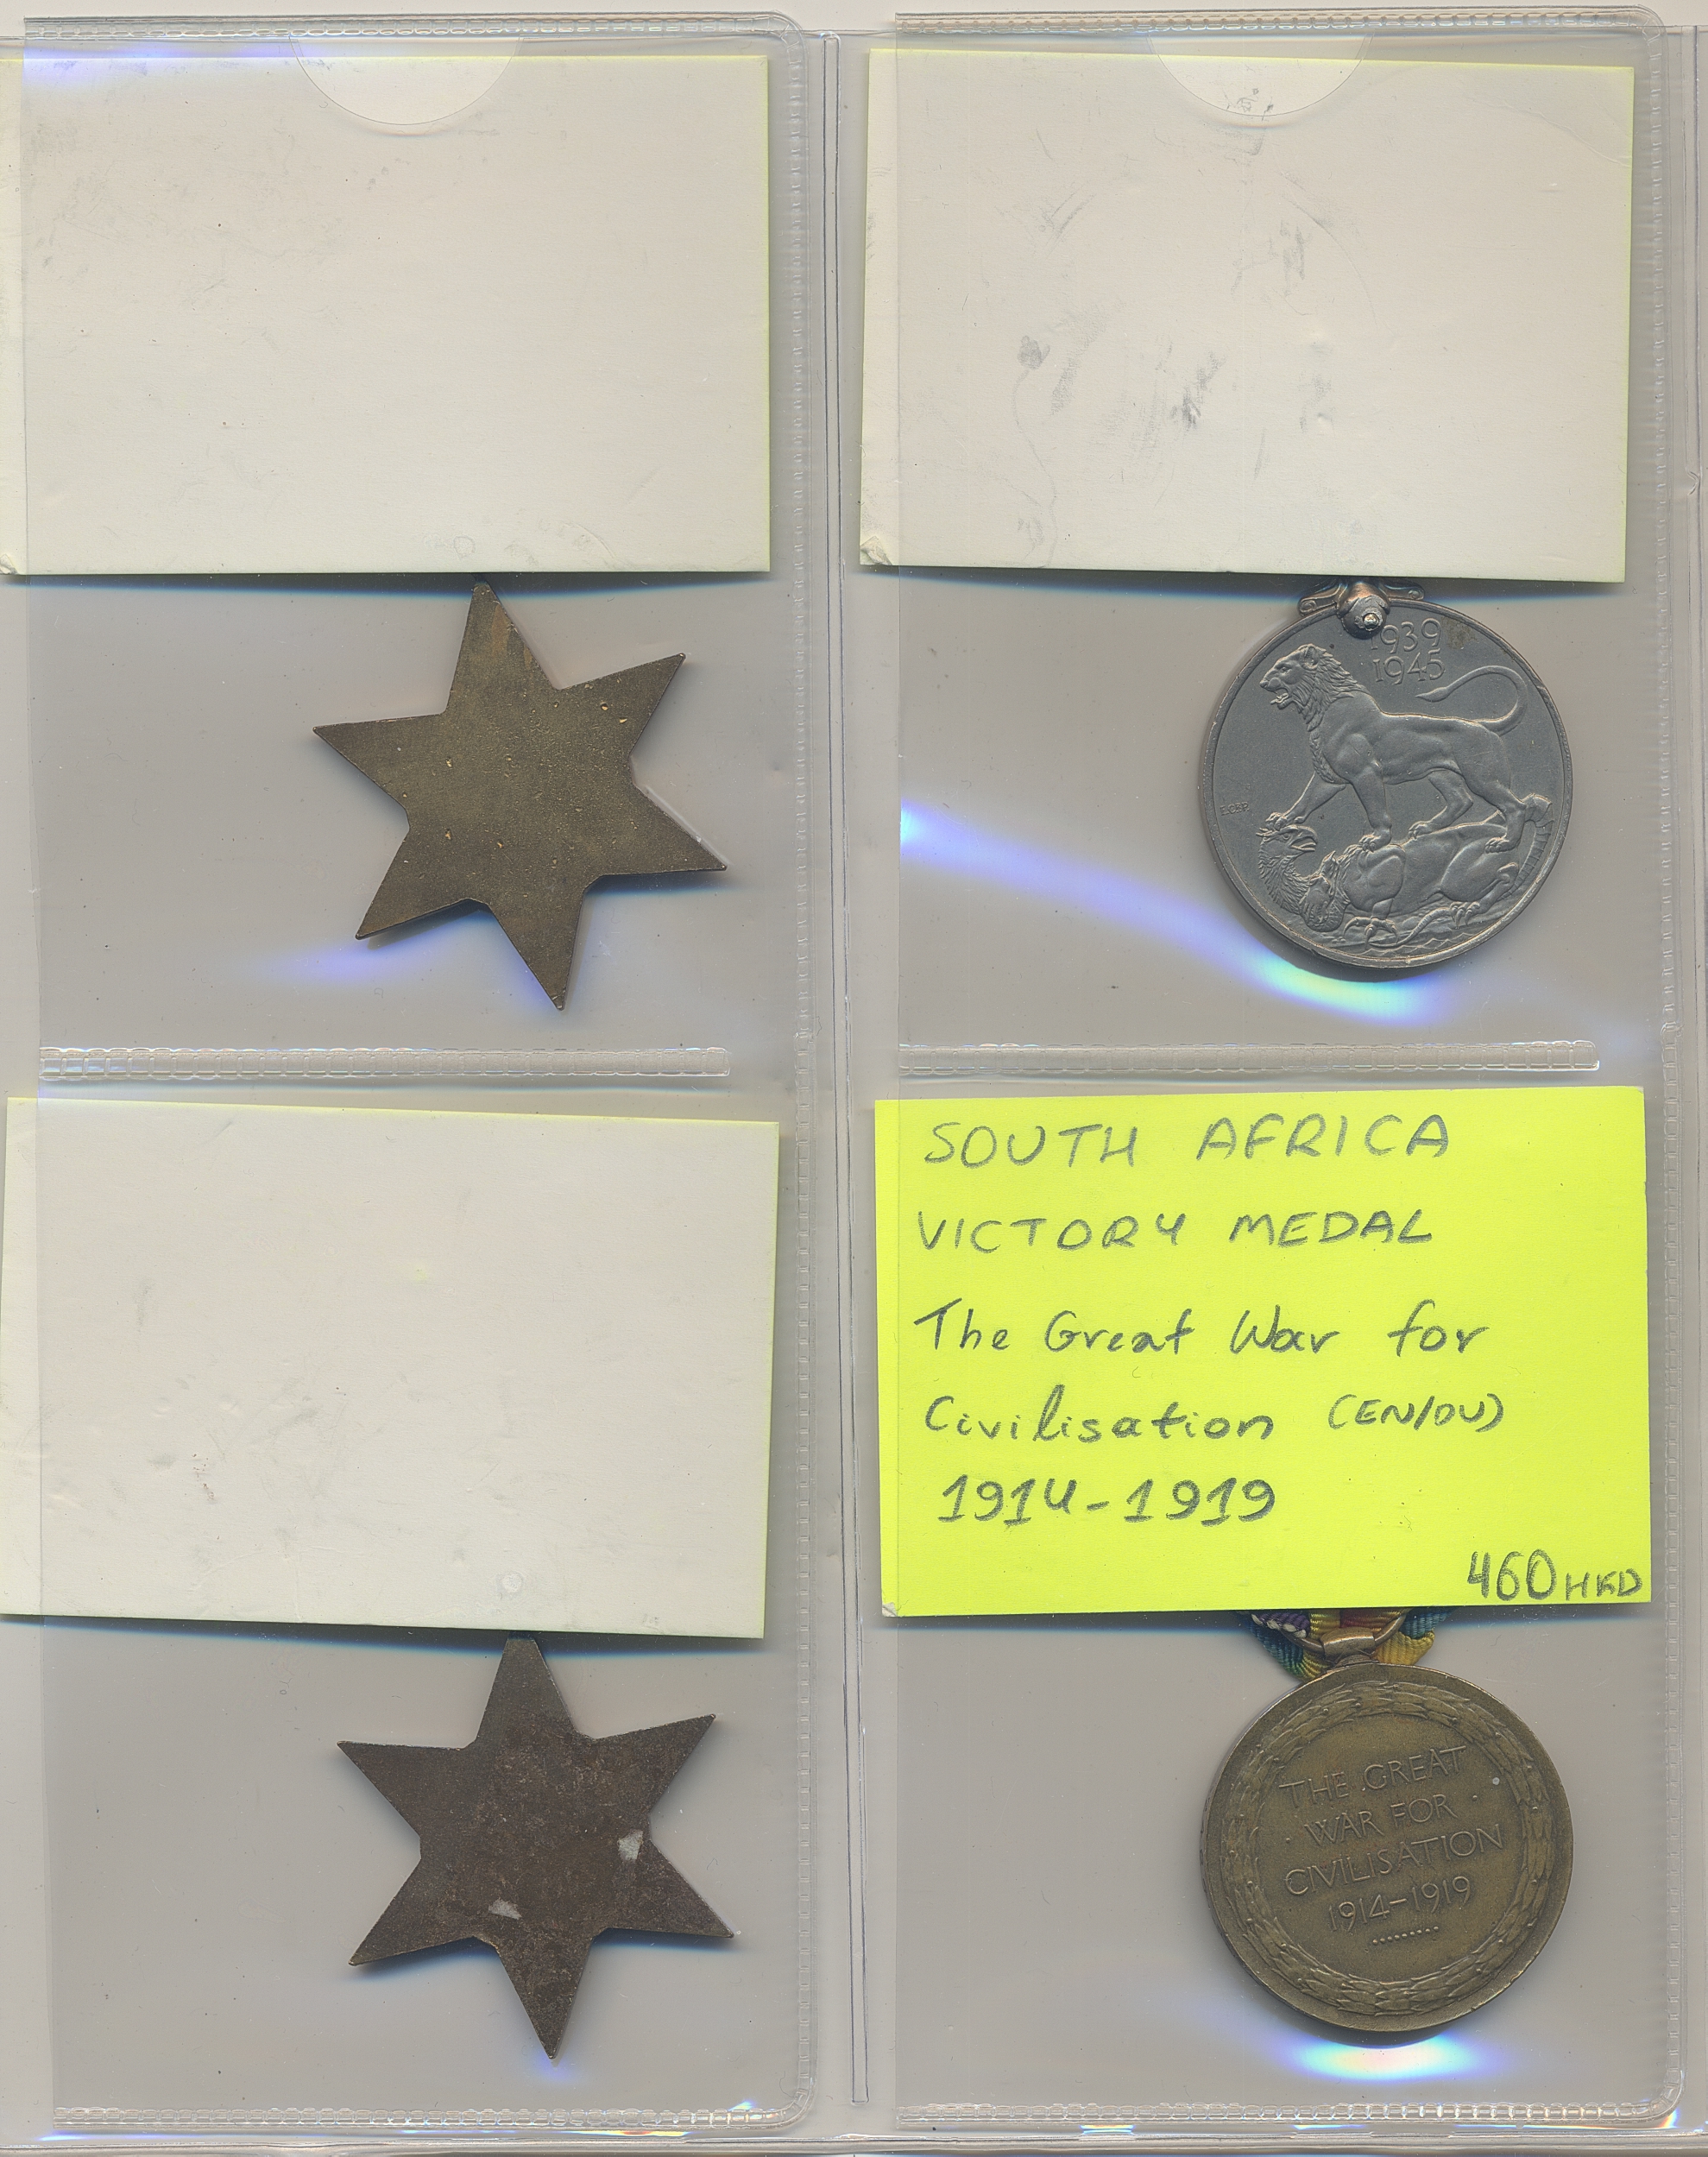 1939
1945
SOUTH AFRICA
VICTORY MEDAL
The Great War for
Civilisation (EN/DU)
1914-1919
460 HKD
THE GREAT
WAR FOR
CIVILISATION
1914-1919